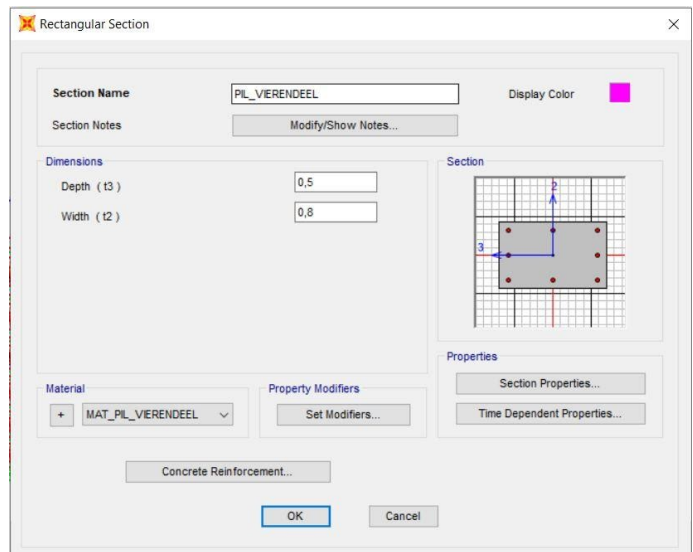 Rectangular Section
Section Name PIL_VIERENDEEL Display Color
Section Notes Modify/Show Notes...
Dimensions
Depth ( t3 ) 0,5
Width ( t2 ) 0,8
Section
2
3
Properties
Section Properties...
Time Dependent Properties...
Material
+ MAT_PIL_VIERENDEEL
Property Modifiers
Set Modifiers...
Concrete Reinforcement...
OK Cancel